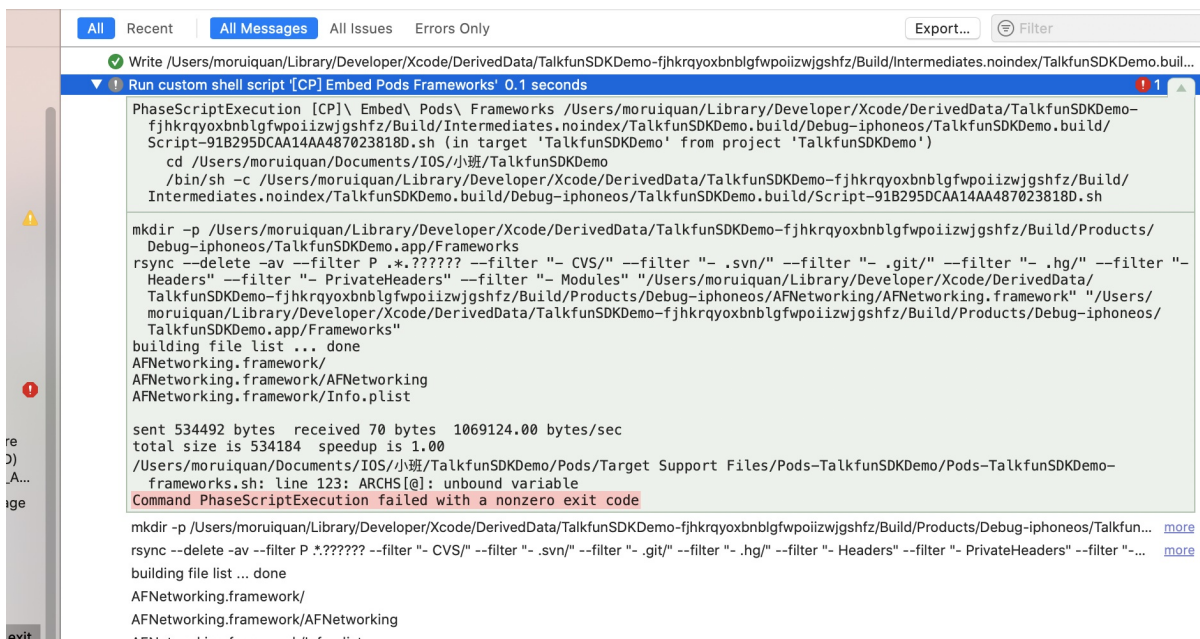 All Recent All Messages All Issues Errors Only Export... Filter
Write /Users/moruiquan/Library/Developer/Xcode/DerivedData/TalkfunSDKDemo-fjhkrqyoxbnblgfwpoiizwjgshfz/Build/Intermediates.noindex/TalkfunSDKDemo.buil...
Run custom shell script '[CP] Embed Pods Frameworks' 0.1 seconds 1
PhaseScriptExecution [CP]\ Embed\ Pods\ Frameworks /Users/moruiquan/Library/Developer/Xcode/DerivedData/TalkfunSDKDemo-
fjhkrqyoxbnblgfwpoiizwjgshfz/Build/Intermediates.noindex/TalkfunSDKDemo.build/Debug-iphoneos/TalkfunSDKDemo.build/
Script-91B295DCAA14AA487023818D.sh (in target 'TalkfunSDKDemo' from project 'TalkfunSDKDemo')
cd /Users/moruiquan/Documents/IOS/小班/TalkfunSDKDemo
/bin/sh -c /Users/moruiquan/Library/Developer/Xcode/DerivedData/TalkfunSDKDemo-fjhkrqyoxbnblgfwpoiizwjgshfz/Build/
Intermediates.noindex/TalkfunSDKDemo.build/Debug-iphoneos/TalkfunSDKDemo.build/Script-91B295DCAA14AA487023818D.sh
mkdir -p /Users/moruiquan/Library/Developer/Xcode/DerivedData/TalkfunSDKDemo-fjhkrqyoxbnblgfwpoiizwjgshfz/Build/Products/
Debug-iphoneos/TalkfunSDKDemo.app/Frameworks
rsync --delete -av --filter P .*.?????? --filter "- CVS/" --filter "- .svn/" --filter "- .git/" --filter "- .hg/" --filter "-
Headers" --filter "- PrivateHeaders" --filter "- Modules" "/Users/moruiquan/Library/Developer/Xcode/DerivedData/
TalkfunSDKDemo-fjhkrqyoxbnblgfwpoiizwjgshfz/Build/Products/Debug-iphoneos/AFNetworking/AFNetworking.framework" "/Users/
moruiquan/Library/Developer/Xcode/DerivedData/TalkfunSDKDemo-fjhkrqyoxbnblgfwpoiizwjgshfz/Build/Products/Debug-iphoneos/
TalkfunSDKDemo.app/Frameworks"
building file list ... done
AFNetworking.framework/
AFNetworking.framework/AFNetworking
AFNetworking.framework/Info.plist
sent 534492 bytes received 70 bytes 1069124.00 bytes/sec
total size is 534184 speedup is 1.00
/Users/moruiquan/Documents/IOS/小班/TalkfunSDKDemo/Pods/Target Support Files/Pods-TalkfunSDKDemo/Pods-TalkfunSDKDemo-
frameworks.sh: line 123: ARCHS[@]: unbound variable
Command PhaseScriptExecution failed with a nonzero exit code
mkdir -p /Users/moruiquan/Library/Developer/Xcode/DerivedData/TalkfunSDKDemo-fjhkrqyoxbnblgfwpoiizwjgshfz/Build/Products/Debug-iphoneos/Talkfun... more
rsync --delete -av --filter P .*.?????? --filter "- CVS/" --filter "- .svn/" --filter "- .git/" --filter "- .hg/" --filter "- Headers" --filter "- PrivateHeaders" --filter "-... more
building file list ... done
AFNetworking.framework/
AFNetworking.framework/AFNetworking
re
D)
_A...
age
exit